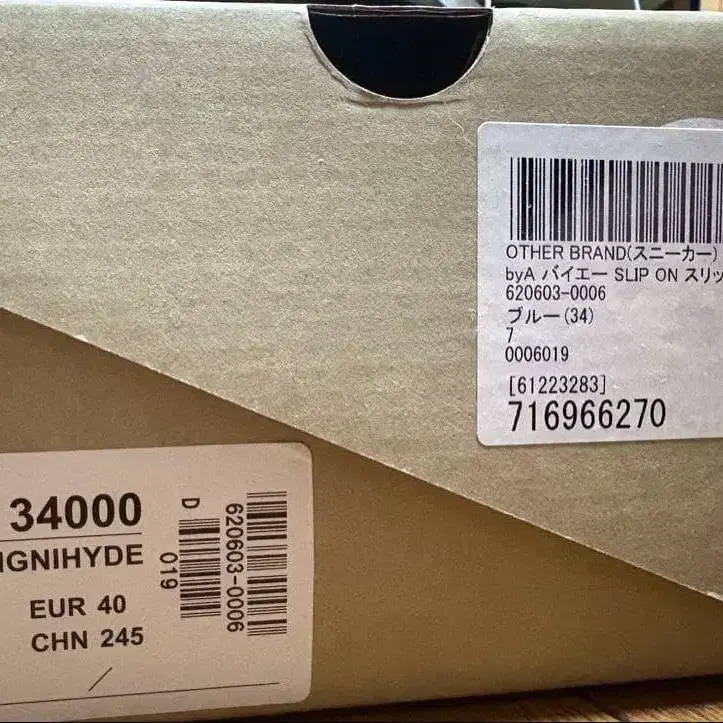 OTHER BRAND(スニーカー)
byA バイエー SLIP ON スリッ
620603-0006
ブルー(34)
7
0006019
[61223283]
716966270
34000
IGNIHYDE
EUR 40
CHN 245
D
019
620603-0006